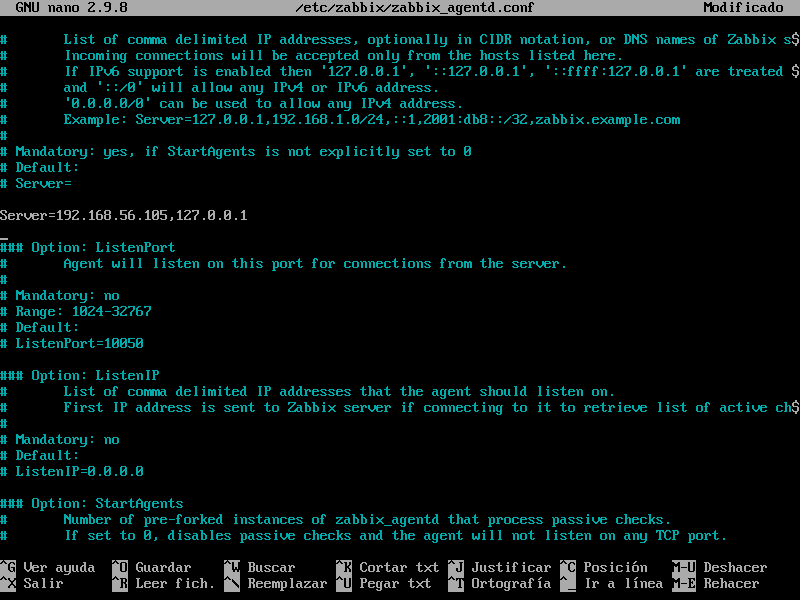 GNU nano 2.9.8 /etc/zabbix/zabbix_agentd.conf Modificado
# List of comma delimited IP addresses, optionally in CIDR notation, or DNS names of Zabbix s$
# Incoming connections will be accepted only from the hosts listed here.
# If IPv6 support is enabled then '127.0.0.1', '::127.0.0.1', '::ffff:127.0.0.1' are treated $
# and '::/0' will allow any IPv4 or IPv6 address.
# '0.0.0.0/0' can be used to allow any IPv4 address.
# Example: Server=127.0.0.1,192.168.1.0/24,::1,2001:db8::/32,zabbix.example.com
#
# Mandatory: yes, if StartAgents is not explicitly set to 0
# Default:
# Server=
Server=192.168.56.105,127.0.0.1
### Option: ListenPort
# Agent will listen on this port for connections from the server.
#
# Mandatory: no
# Range: 1024-32767
# Default:
# ListenPort=10050
### Option: ListenIP
# List of comma delimited IP addresses that the agent should listen on.
# First IP address is sent to Zabbix server if connecting to it to retrieve list of active ch$
#
# Mandatory: no
# Default:
# ListenIP=0.0.0.0
### Option: StartAgents
# Number of pre-forked instances of zabbix_agentd that process passive checks.
# If set to 0, disables passive checks and the agent will not listen on any TCP port.
^G Ver ayuda ^O Guardar ^W Buscar ^K Cortar txt ^J Justificar ^C Posición M-U Deshacer
^X Salir ^R Leer fich. ^\ Reemplazar ^U Pegar txt ^T Ortografía ^_ Ir a línea M-E Rehacer